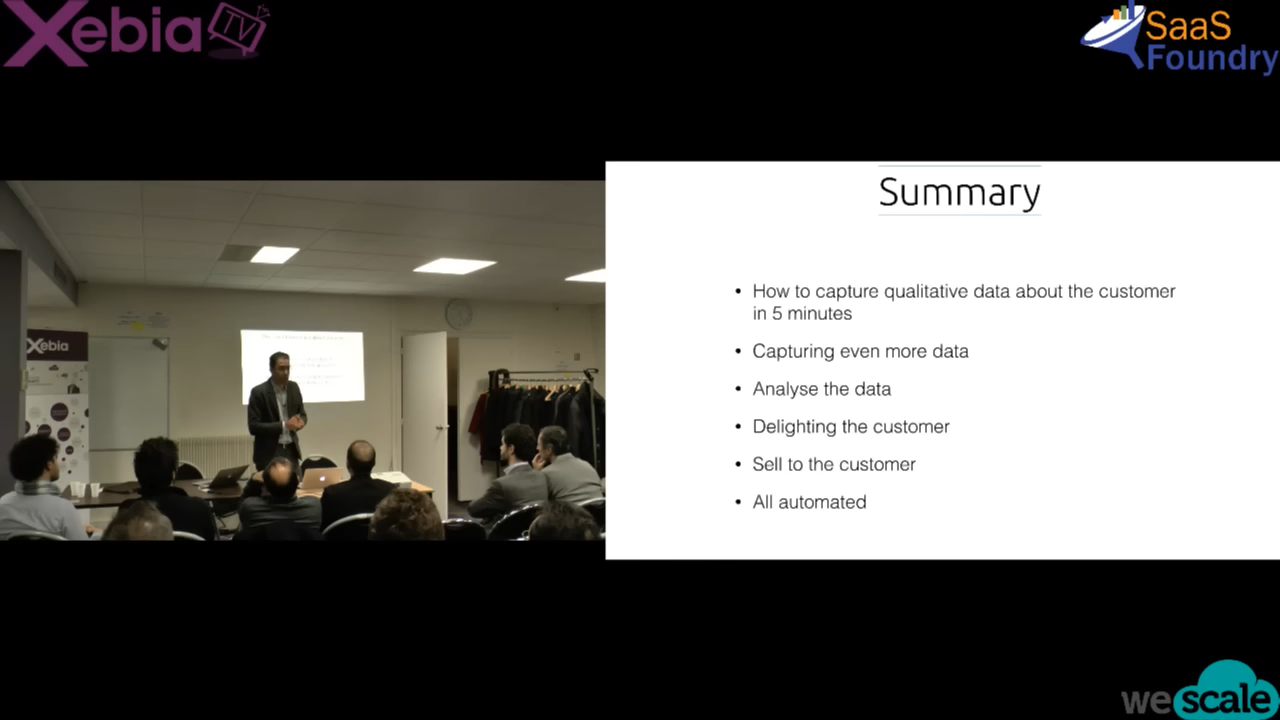 Xebia TV
SaaS
Foundry
Summary
• How to capture qualitative data about the customer
in 5 minutes
• Capturing even more data
• Analyse the data
• Delighting the customer
• Sell to the customer
• All automated
Xebia
wescale